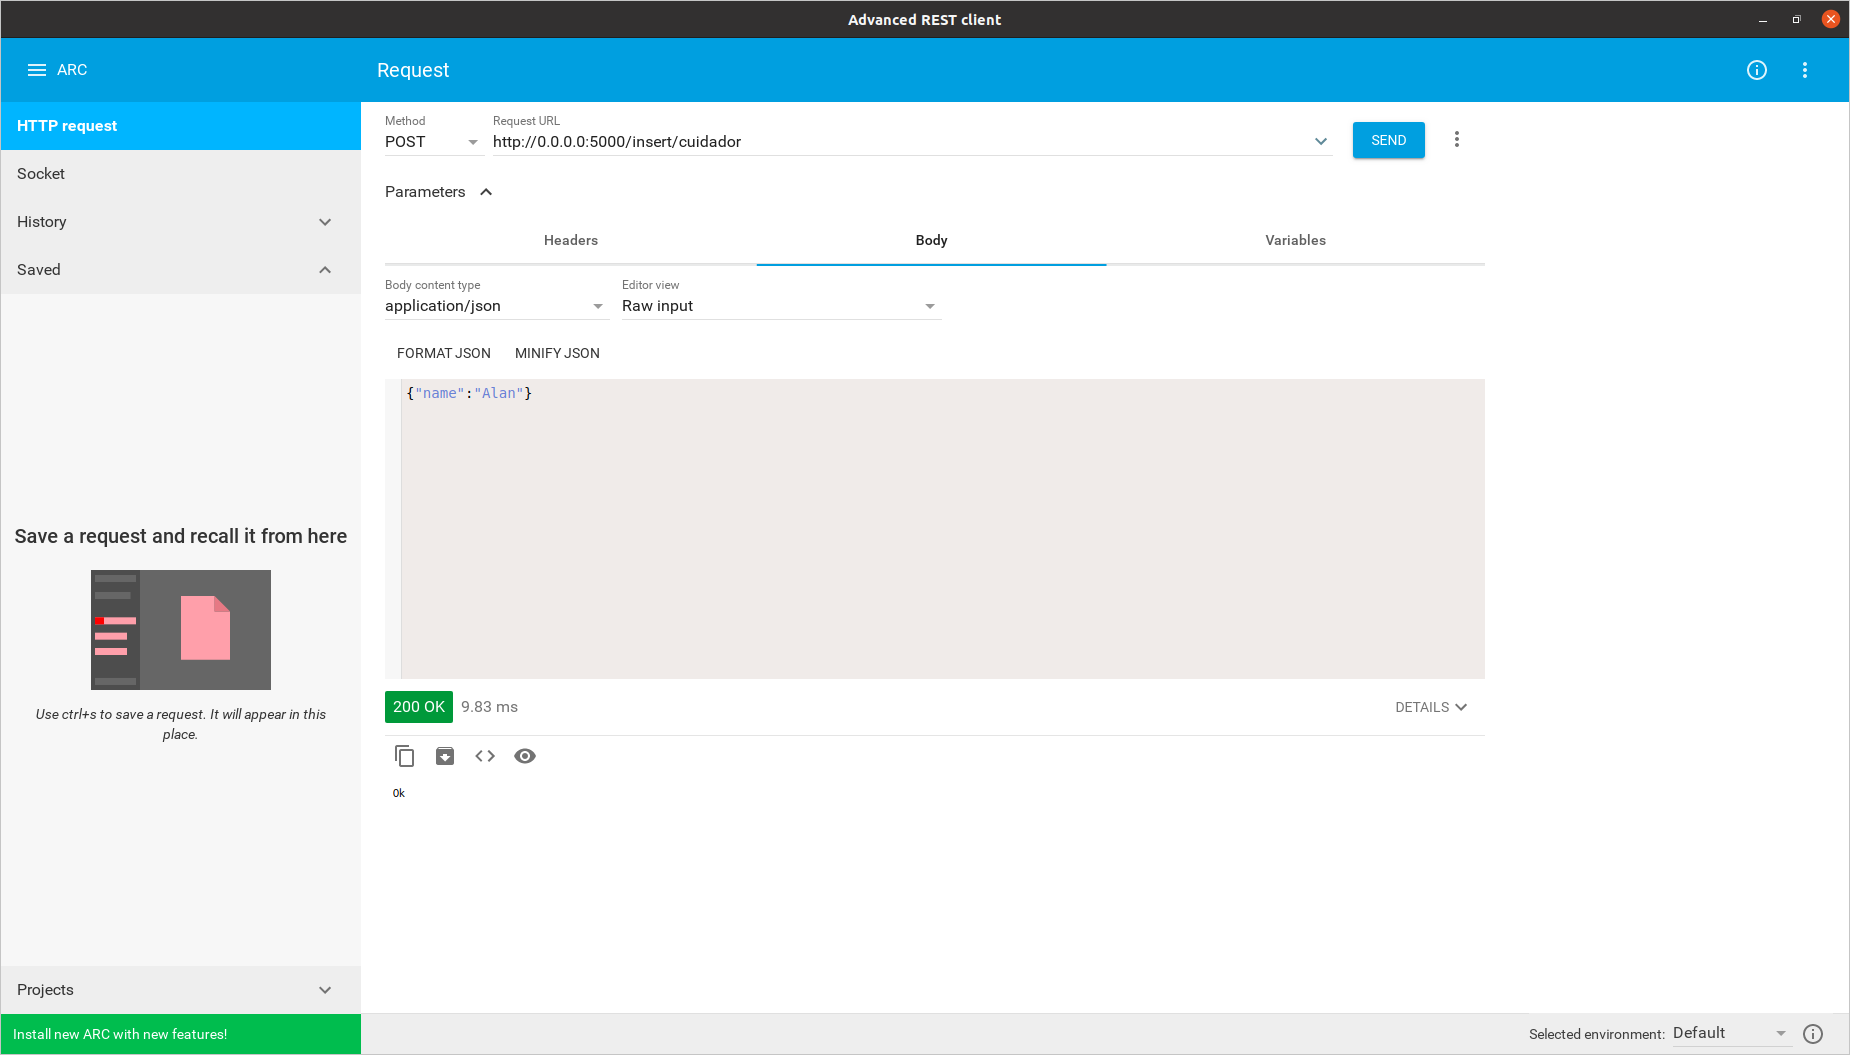 Advanced REST client
ARC
Request
HTTP request
Socket
History
Saved
Save a request and recall it from here
Use ctrl+s to save a request. It will appear in this
place.
Projects
Install new ARC with new features!
Method
POST
Request URL
http://0.0.0.0:5000/insert/cuidador
SEND
Parameters
Headers
Body
Variables
Body content type
application/json
Editor view
Raw input
FORMAT JSON
MINIFY JSON
{"name":"Alan"}
200 OK
9.83 ms
DETAILS
Ok
Selected environment:
Default